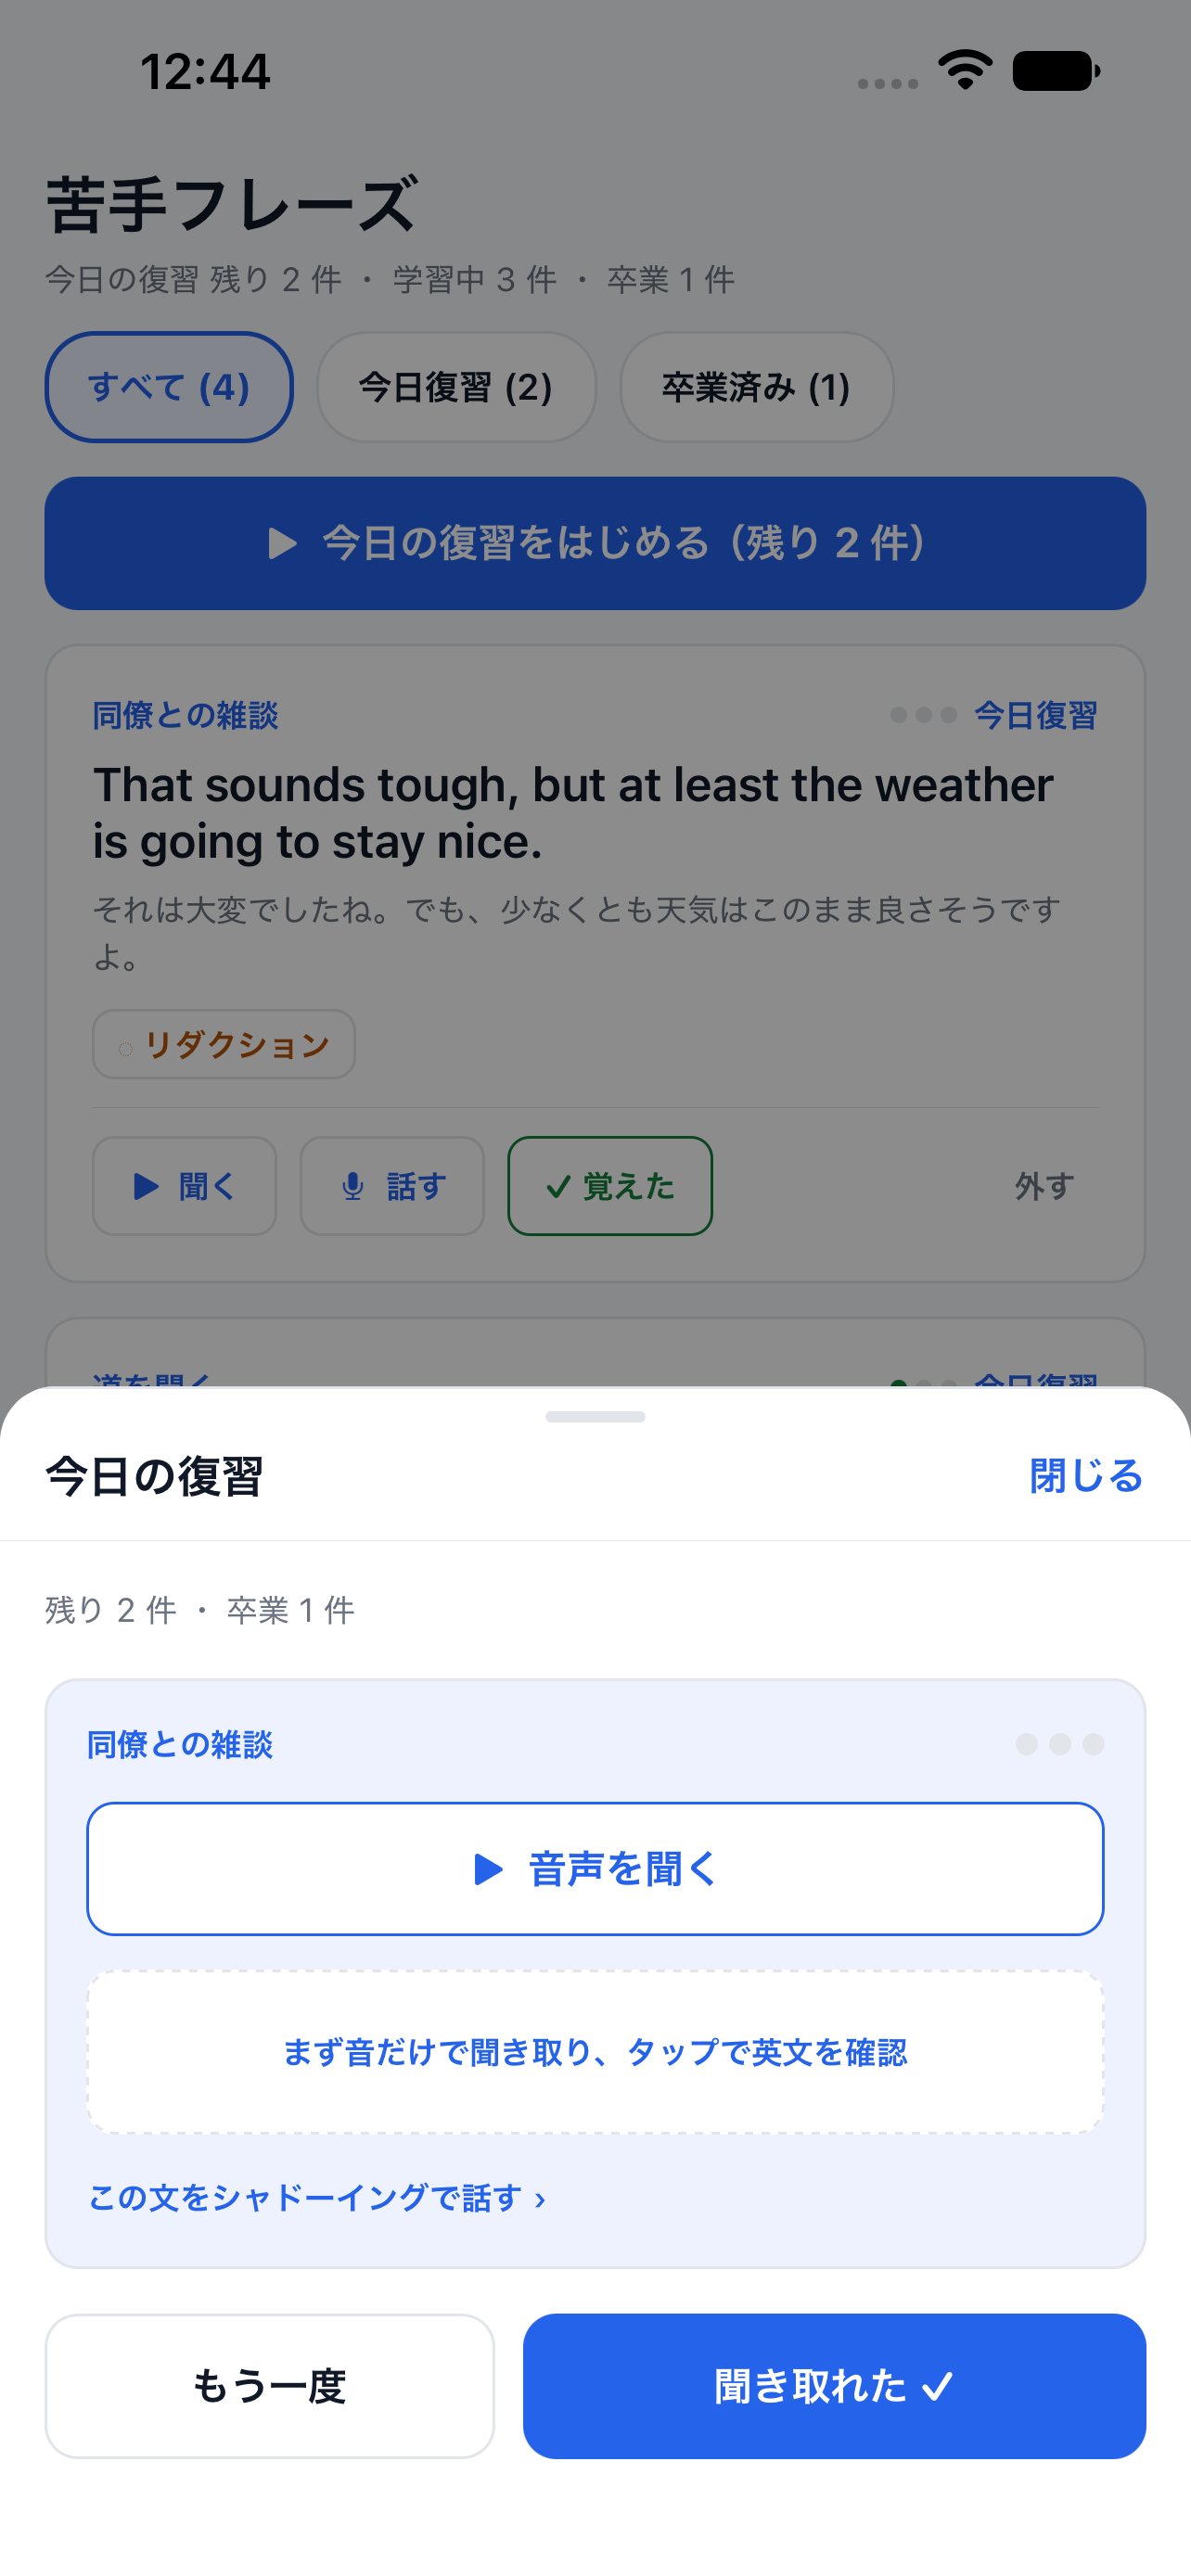 12:44
苦手フレーズ
今日の復習 残り 2 件 ・ 学習中 3 件 ・ 卒業 1 件
すべて (4)
今日復習 (2)
卒業済み (1)
▶ 今日の復習をはじめる（残り 2 件）
同僚との雑談
今日復習
That sounds tough, but at least the weather
is going to stay nice.
それは大変でしたね。でも、少なくとも天気はこのまま良さそうです
よ。
リダクション
▶ 聞く
話す
✓ 覚えた
外す
道を聞く
今日復習
今日の復習
閉じる
残り 2 件 ・ 卒業 1 件
同僚との雑談
▶ 音声を聞く
まず音だけで聞き取り、タップで英文を確認
この文をシャドーイングで話す ›
もう一度
聞き取れた ✓